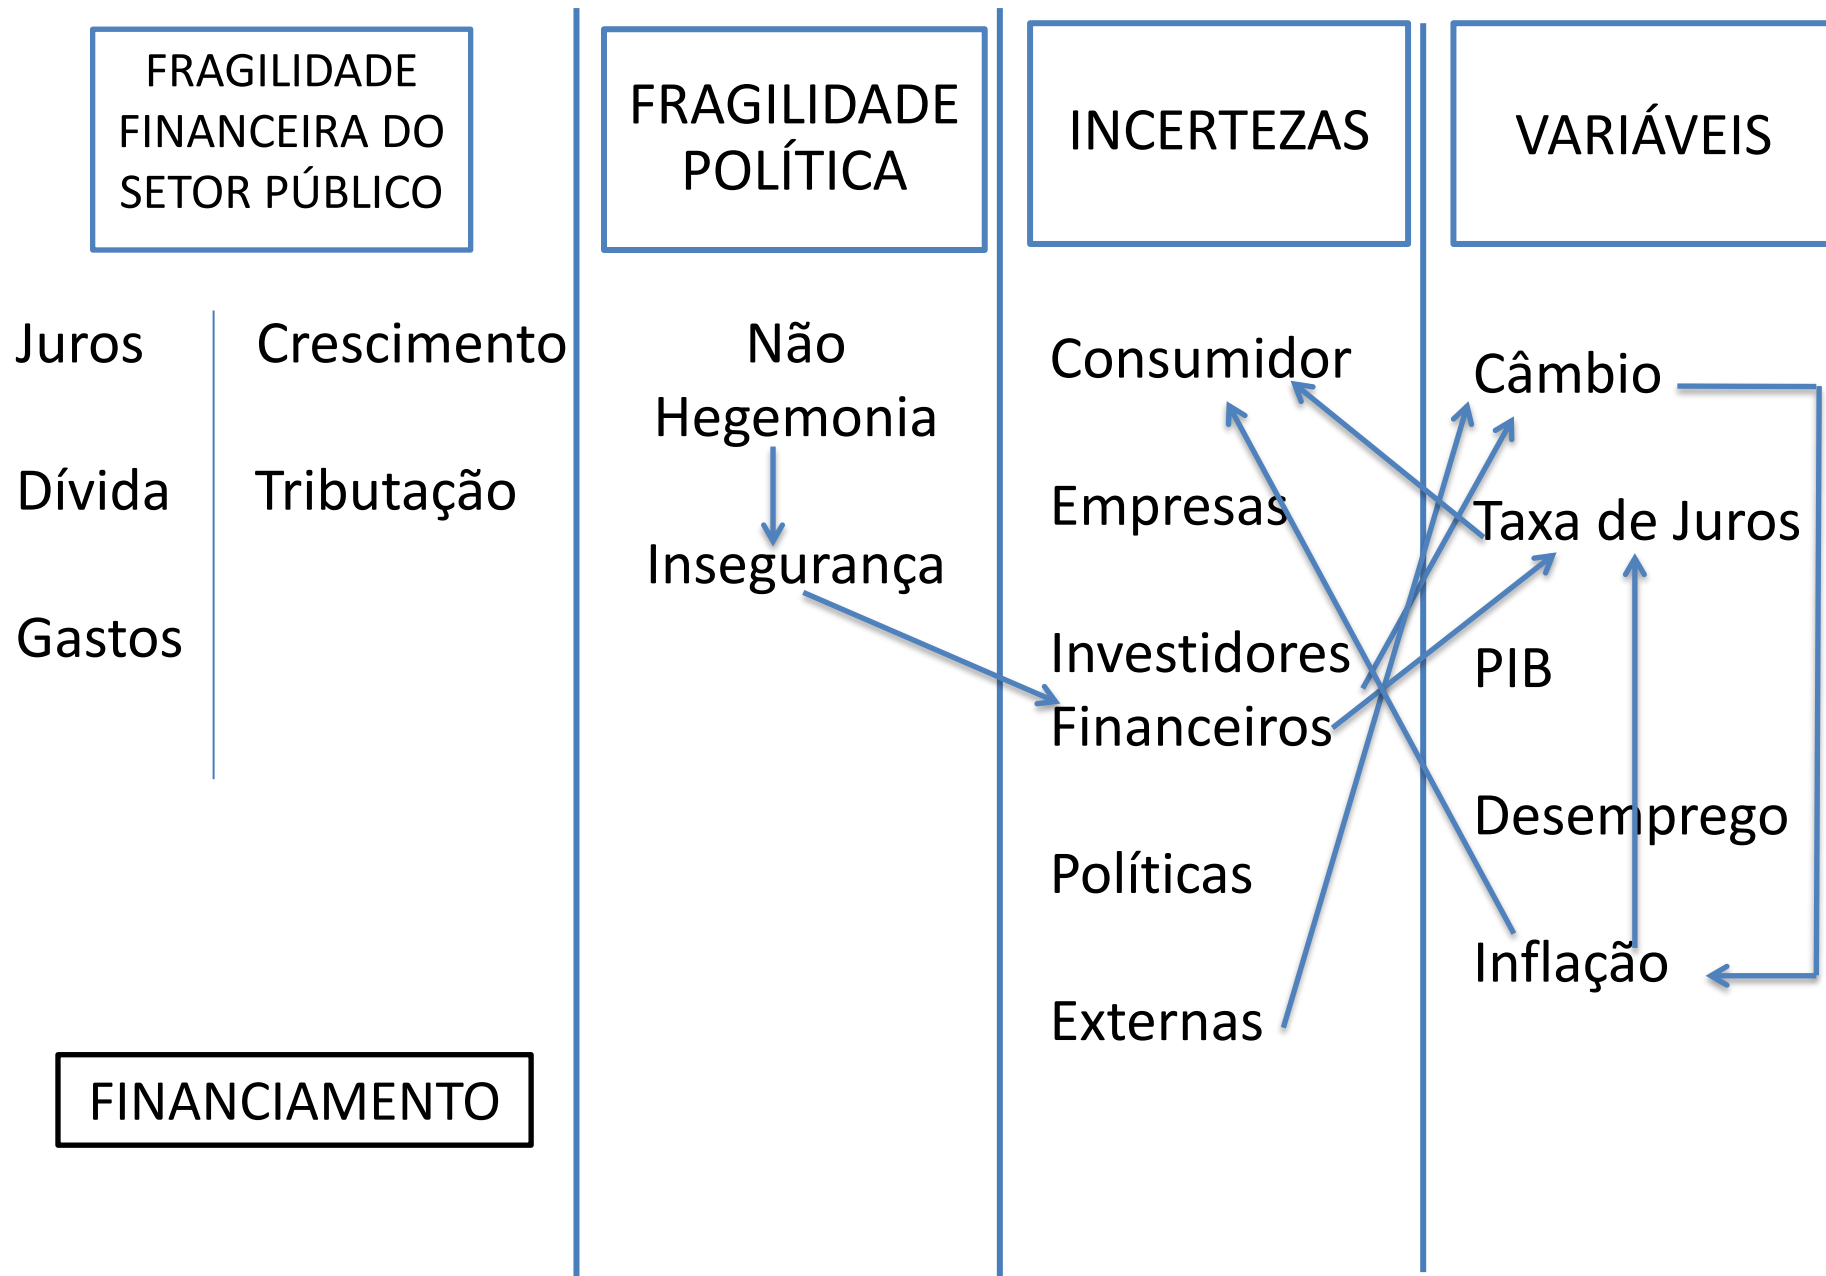 FRAGILIDADE
FINANCEIRA DO
SETOR PÚBLICO
Juros
Dívida
Gastos
Crescimento
Tributação
FINANCIAMENTO
FRAGILIDADE
POLÍTICA
Não
Hegemonia
Insegurança
INCERTEZAS
Consumidor
Empresas
Investidores
Financeiros
Políticas
Externas
VARIÁVEIS
Câmbio
Taxa de Juros
PIB
Desemprego
Inflação